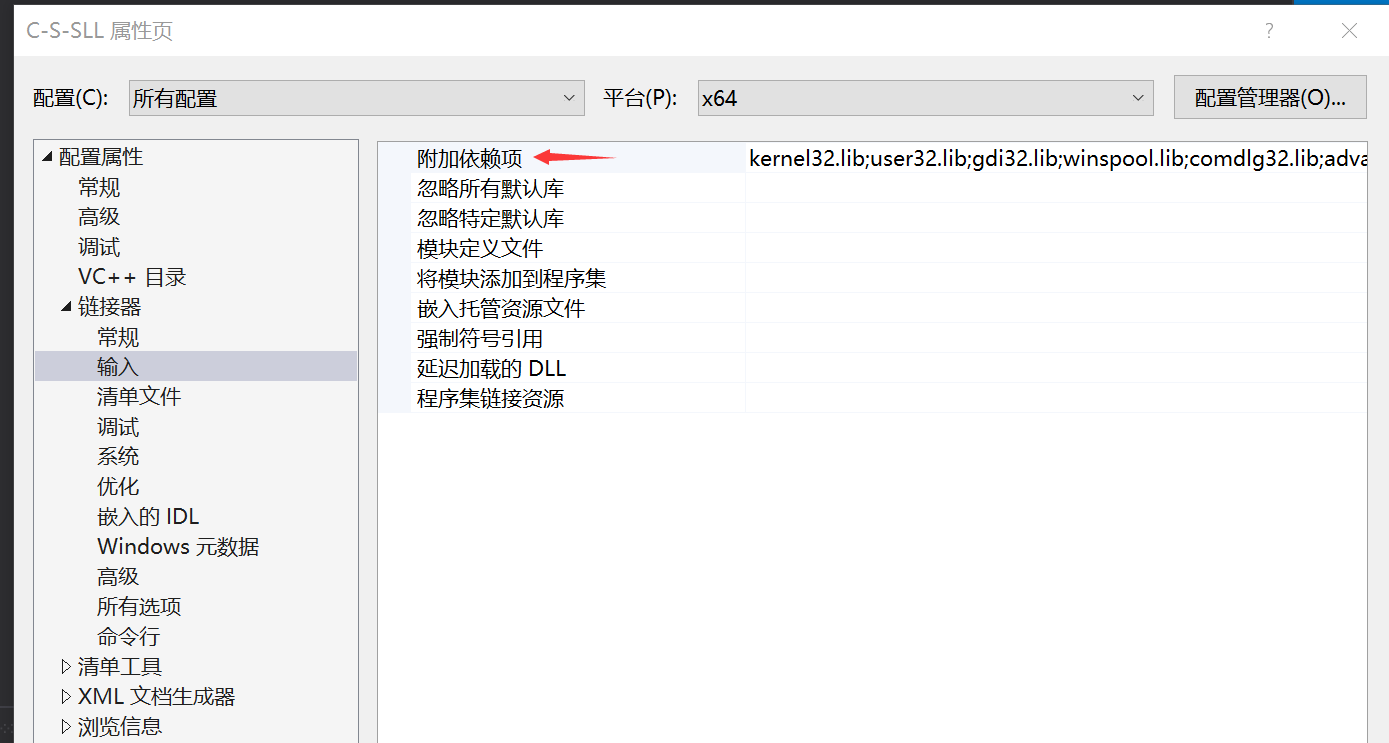 C-S-SLL 属性页
配置(C): 所有配置 平台(P): x64 配置管理器(O)...
配置属性
常规
高级
调试
VC++ 目录
链接器
常规
输入
清单文件
调试
系统
优化
嵌入的 IDL
Windows 元数据
高级
所有选项
命令行
清单工具
XML 文档生成器
浏览信息
附加依赖项 kernel32.lib;user32.lib;gdi32.lib;winspool.lib;comdlg32.lib;adva
忽略所有默认库
忽略特定默认库
模块定义文件
将模块添加到程序集
嵌入托管资源文件
强制符号引用
延迟加载的 DLL
程序集链接资源